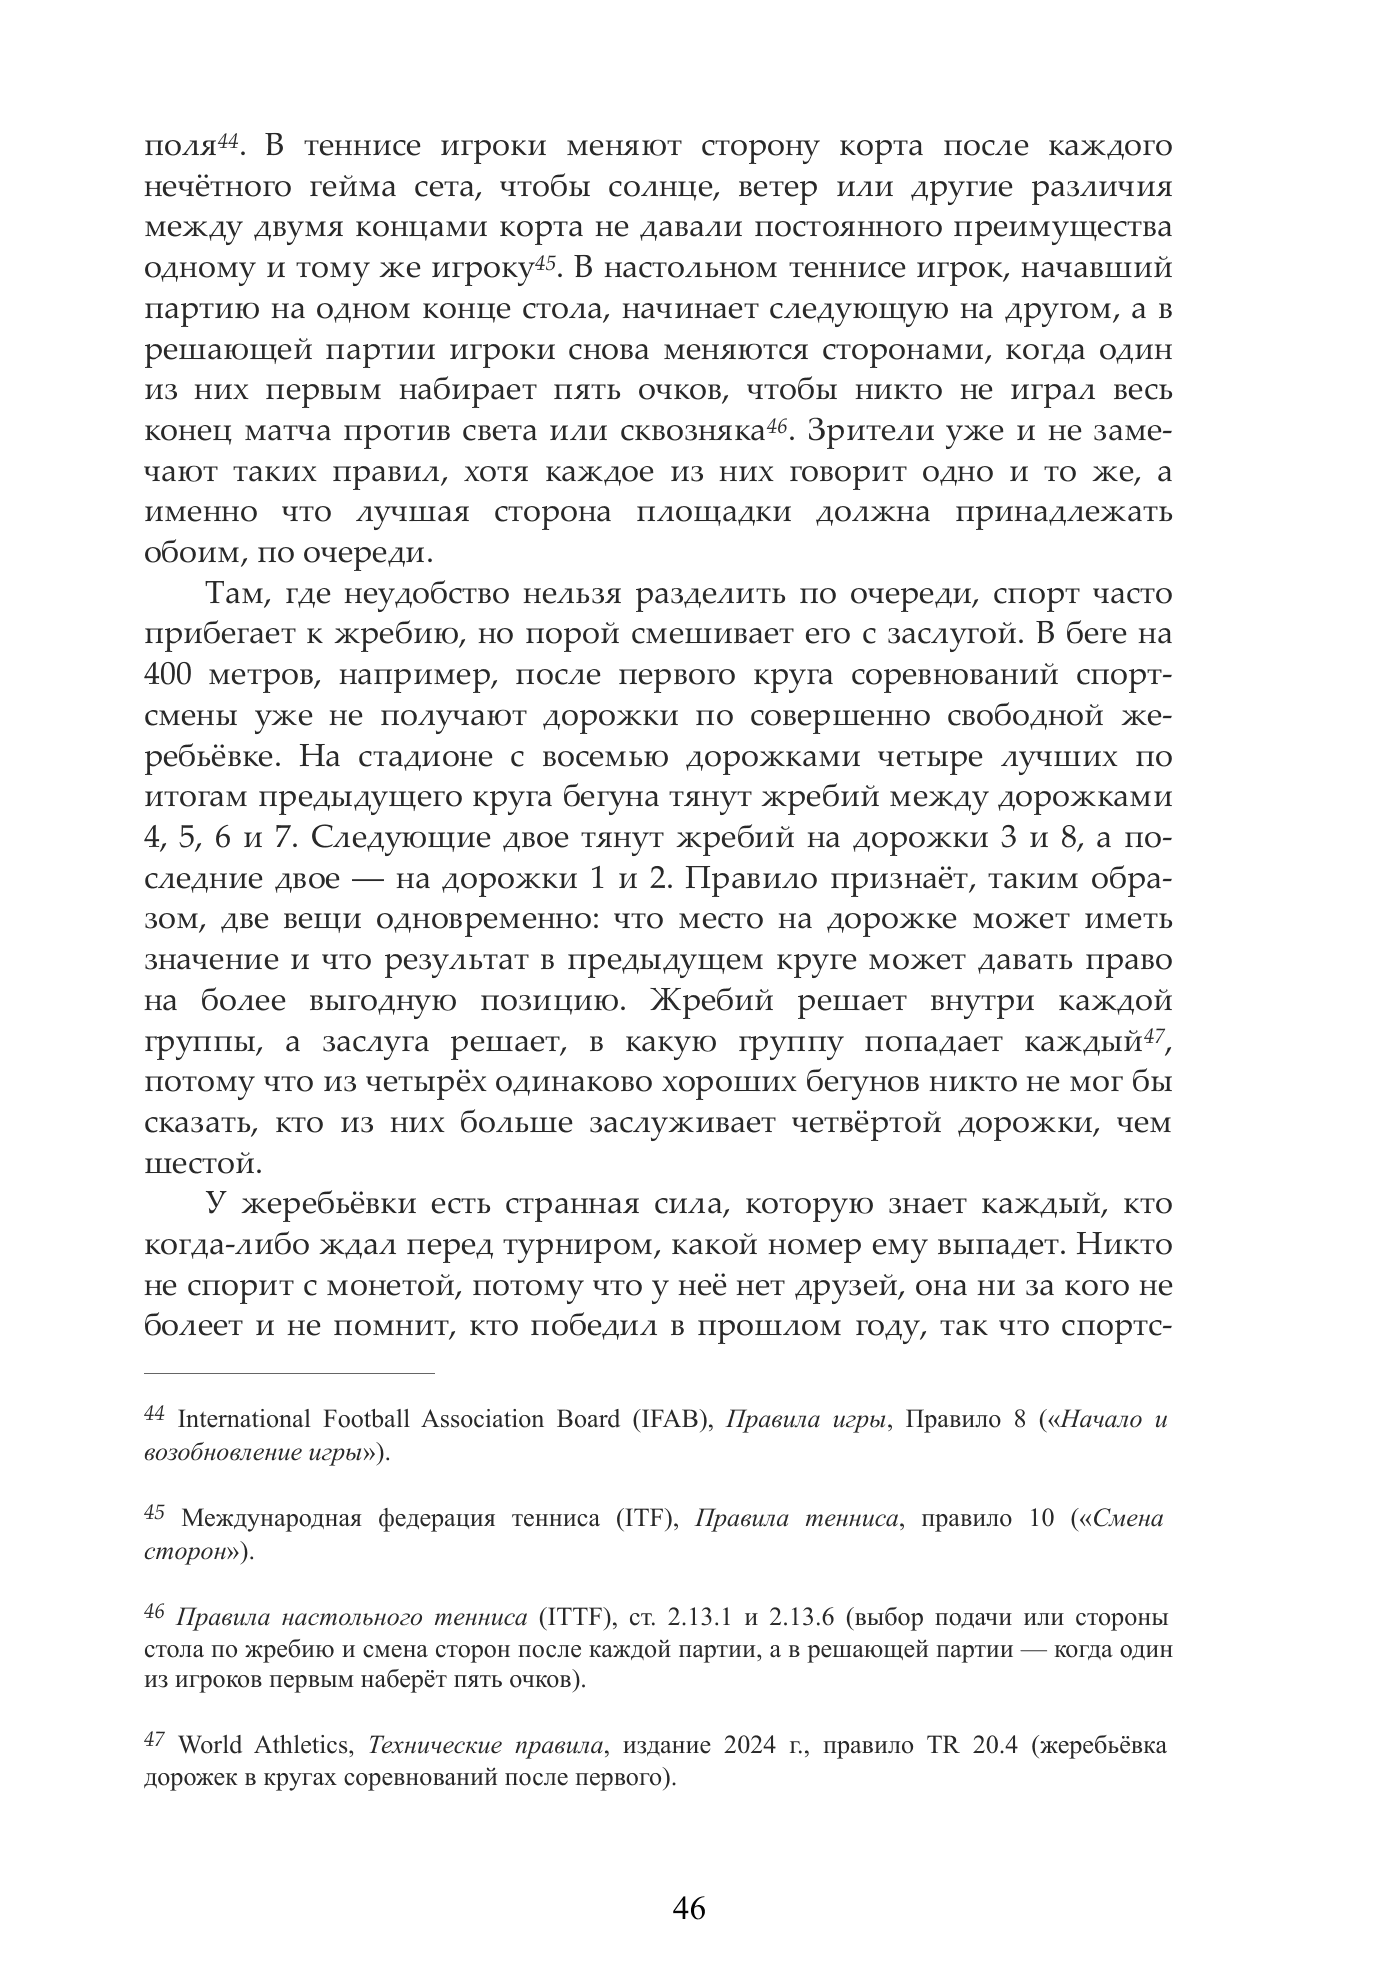 поля44. В теннисе игроки меняют сторону корта после каждого
нечётного гейма сета, чтобы солнце, ветер или другие различия
между двумя концами корта не давали постоянного преимущества
одному и тому же игроку45. В настольном теннисе игрок, начавший
партию на одном конце стола, начинает следующую на другом, а в
решающей партии игроки снова меняются сторонами, когда один
из них первым набирает пять очков, чтобы никто не играл весь
конец матча против света или сквозняка46. Зрители уже и не заме-
чают таких правил, хотя каждое из них говорит одно и то же, а
именно что лучшая сторона площадки должна принадлежать
обоим, по очереди.
Там, где неудобство нельзя разделить по очереди, спорт часто
прибегает к жребию, но порой смешивает его с заслугой. В беге на
400 метров, например, после первого круга соревнований спорт-
смены уже не получают дорожки по совершенно свободной же-
ребьёвке. На стадионе с восемью дорожками четыре лучших по
итогам предыдущего круга бегуна тянут жребий между дорожками
4, 5, 6 и 7. Следующие двое тянут жребий на дорожки 3 и 8, а по-
следние двое — на дорожки 1 и 2. Правило признаёт, таким обра-
зом, две вещи одновременно: что место на дорожке может иметь
значение и что результат в предыдущем круге может давать право
на более выгодную позицию. Жребий решает внутри каждой
группы, а заслуга решает, в какую группу попадает каждый47,
потому что из четырёх одинаково хороших бегунов никто не мог бы
сказать, кто из них больше заслуживает четвёртой дорожки, чем
шестой.
У жеребьёвки есть странная сила, которую знает каждый, кто
когда-либо ждал перед турниром, какой номер ему выпадет. Никто
не спорит с монетой, потому что у неё нет друзей, она ни за кого не
болеет и не помнит, кто победил в прошлом году, так что спортс-
44 International Football Association Board (IFAB), Правила игры, Правило 8 («Начало и
возобновление игры»).
45 Международная федерация тенниса (ITF), Правила тенниса, правило 10 («Смена
сторон»).
46 Правила настольного тенниса (ITTF), ст. 2.13.1 и 2.13.6 (выбор подачи или стороны
стола по жребию и смена сторон после каждой партии, а в решающей партии — когда один
из игроков первым наберёт пять очков).
47 World Athletics, Технические правила, издание 2024 г., правило TR 20.4 (жеребьёвка
дорожек в кругах соревнований после первого).
46